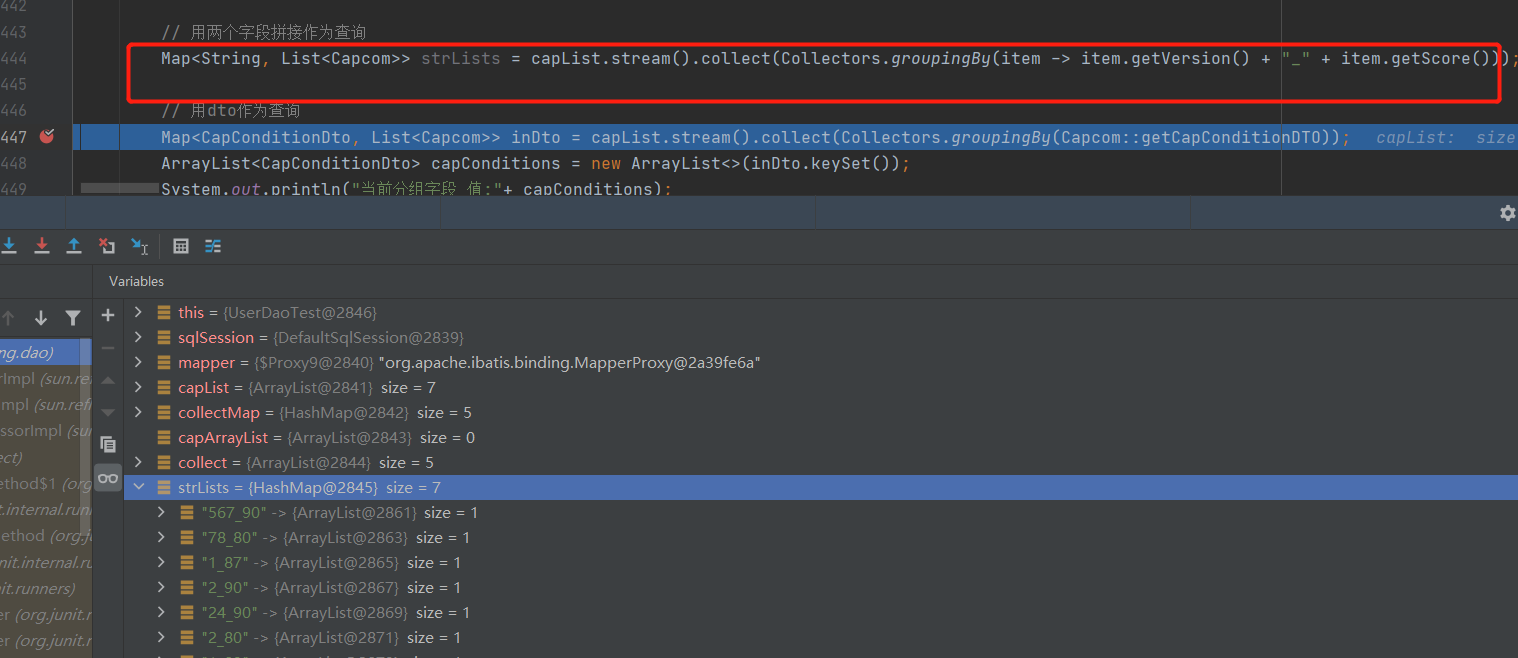 442
443 // 用两个字段拼接作为查询
444 Map<String, List<Capcom>> strLists = capList.stream().collect(Collectors.groupingBy(item -> item.getVersion() + "_" + item.getScore()));
445
446 // 用dto作为查询
447 Map<CapConditionDto, List<Capcom>> inDto = capList.stream().collect(Collectors.groupingBy(Capcom::getCapConditionDTO)); capList: size
448 ArrayList<CapConditionDto> capConditions = new ArrayList<>(inDto.keySet());
449 System.out.println("当前分组字段 值:"+ capConditions);
Variables
this = {UserDaoTest@2846}
sqlSession = {DefaultSqlSession@2839}
ng.dao) mapper = {$Proxy9@2840} "org.apache.ibatis.binding.MapperProxy@2a39fe6a"
rImpl (sun.re capList = {ArrayList@2841} size = 7
mpl (sun.refl collectMap = {HashMap@2842} size = 5
ssorImpl (su capArrayList = {ArrayList@2843} size = 0
ect) collect = {ArrayList@2844} size = 5
ethod$1 (org strLists = {HashMap@2845} size = 7
t.internal.run "567_90" -> {ArrayList@2861} size = 1
ethod (org.ju "78_80" -> {ArrayList@2863} size = 1
nit.internal.ru "1_87" -> {ArrayList@2865} size = 1
it.runners) "2_90" -> {ArrayList@2867} size = 1
er (org.junit.r "24_90" -> {ArrayList@2869} size = 1
er (org.junit.r "2_80" -> {ArrayList@2871} size = 1